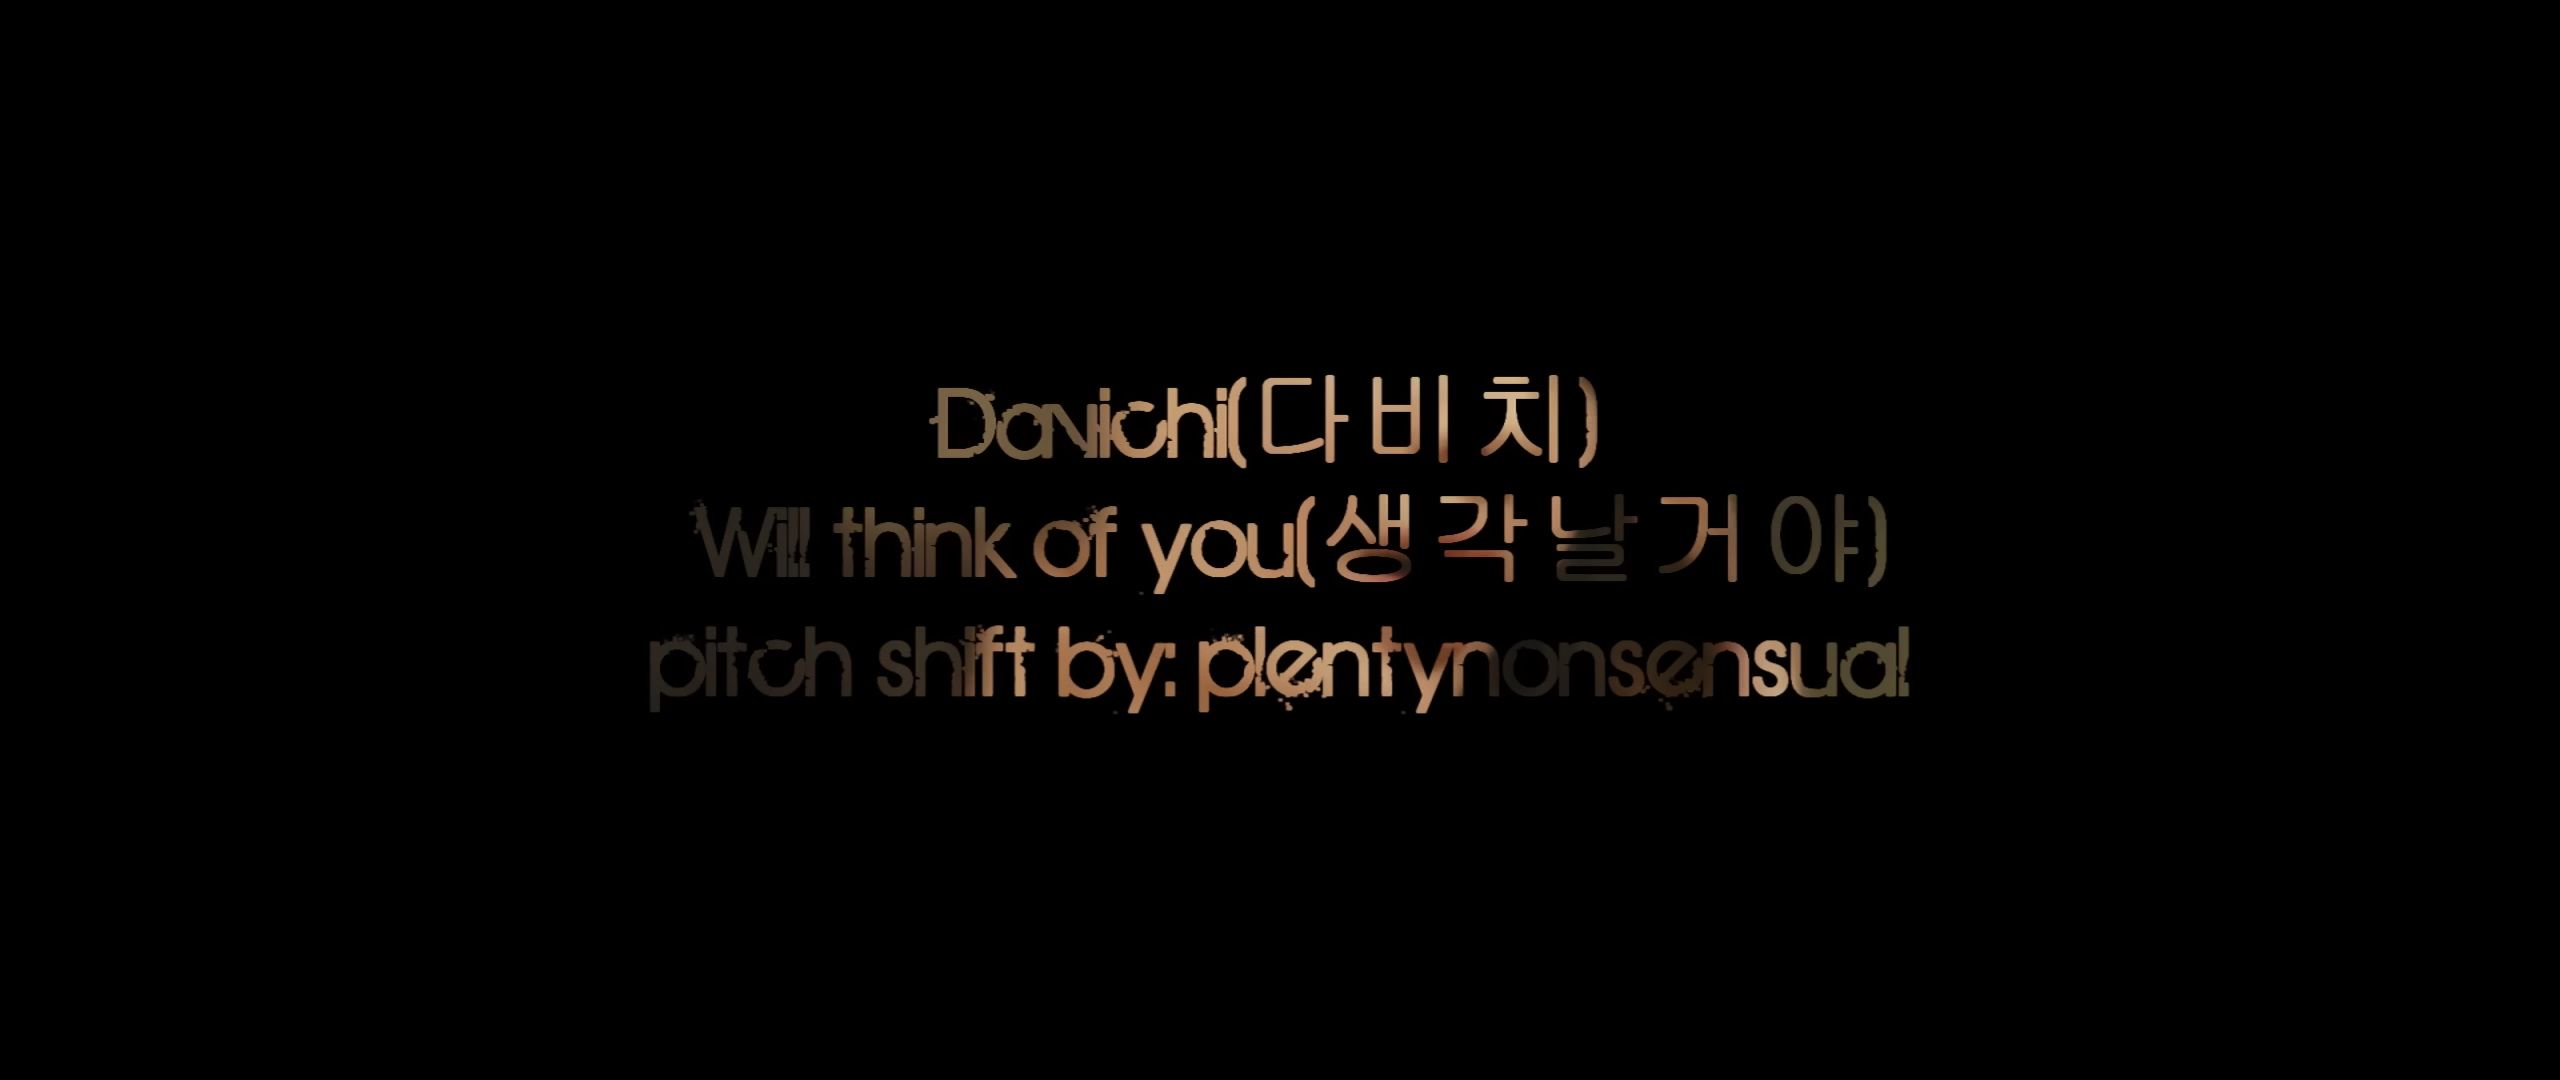 Davichi(다비치)
Will think of you(생각날거야)
pitch shift by: plentynonsensual